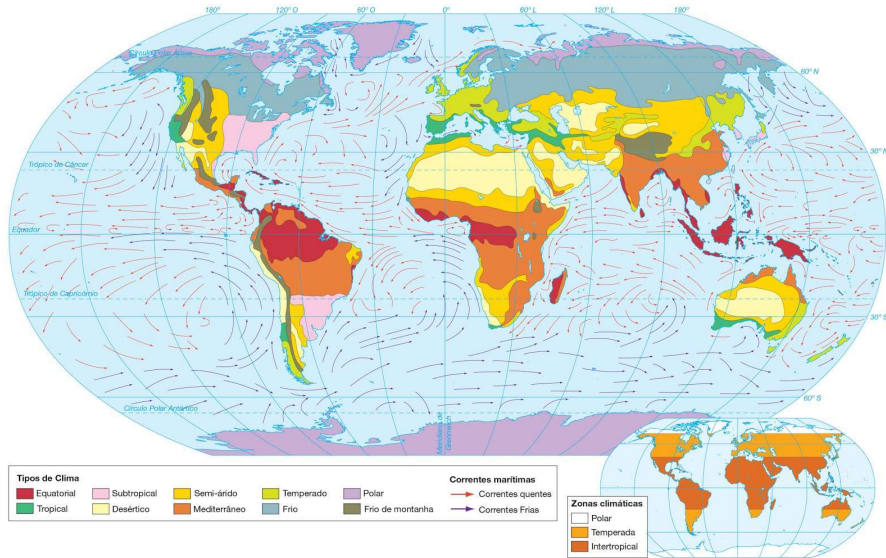 180° 120° O 60° O 0° 60° L 120° L 180°
Círculo Polar Ártico
60° N
30° N
Trópico de Câncer
Equador
Trópico de Capricórnio
30° S
60° S
Círculo Polar Antártico
Meridiano de Greenwich
Tipos de Clima
Equatorial
Subtropical
Semi-árido
Temperado
Polar
Tropical
Desértico
Mediterrâneo
Frio
Frio de montanha
Correntes marítimas
Correntes quentes
Correntes Frias
Zonas climáticas
Polar
Temperada
Intertropical